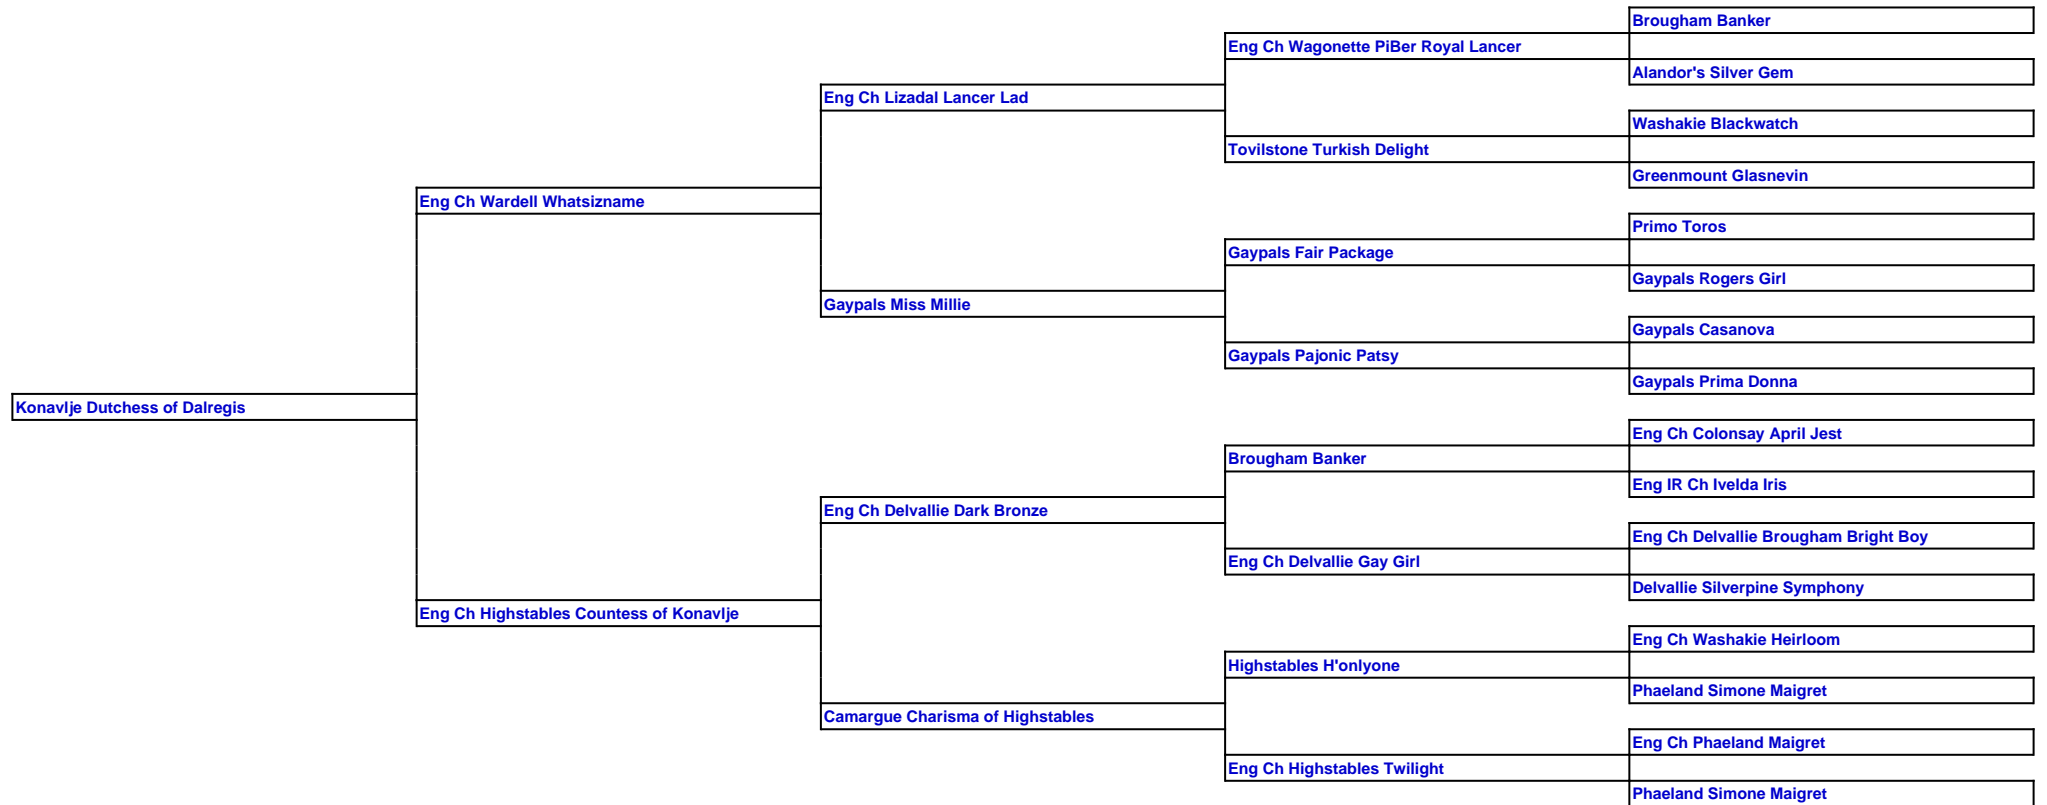 Brougham Banker
Eng Ch Wagonette PiBer Royal Lancer
Alandor's Silver Gem
Eng Ch Lizadal Lancer Lad
Washakie Blackwatch
Tovilstone Turkish Delight
Greenmount Glasnevin
Eng Ch Wardell Whatsizname
Primo Toros
Gaypals Fair Package
Gaypals Rogers Girl
Gaypals Miss Millie
Gaypals Casanova
Gaypals Pajonic Patsy
Gaypals Prima Donna
Konavlje Dutchess of Dalregis
Eng Ch Colonsay April Jest
Brougham Banker
Eng IR Ch Ivelda Iris
Eng Ch Delvallie Dark Bronze
Eng Ch Delvallie Brougham Bright Boy
Eng Ch Delvallie Gay Girl
Delvallie Silverpine Symphony
Eng Ch Highstables Countess of Konavlje
Eng Ch Washakie Heirloom
Highstables H'onlyone
Phaeland Simone Maigret
Camargue Charisma of Highstables
Eng Ch Phaeland Maigret
Eng Ch Highstables Twilight
Phaeland Simone Maigret